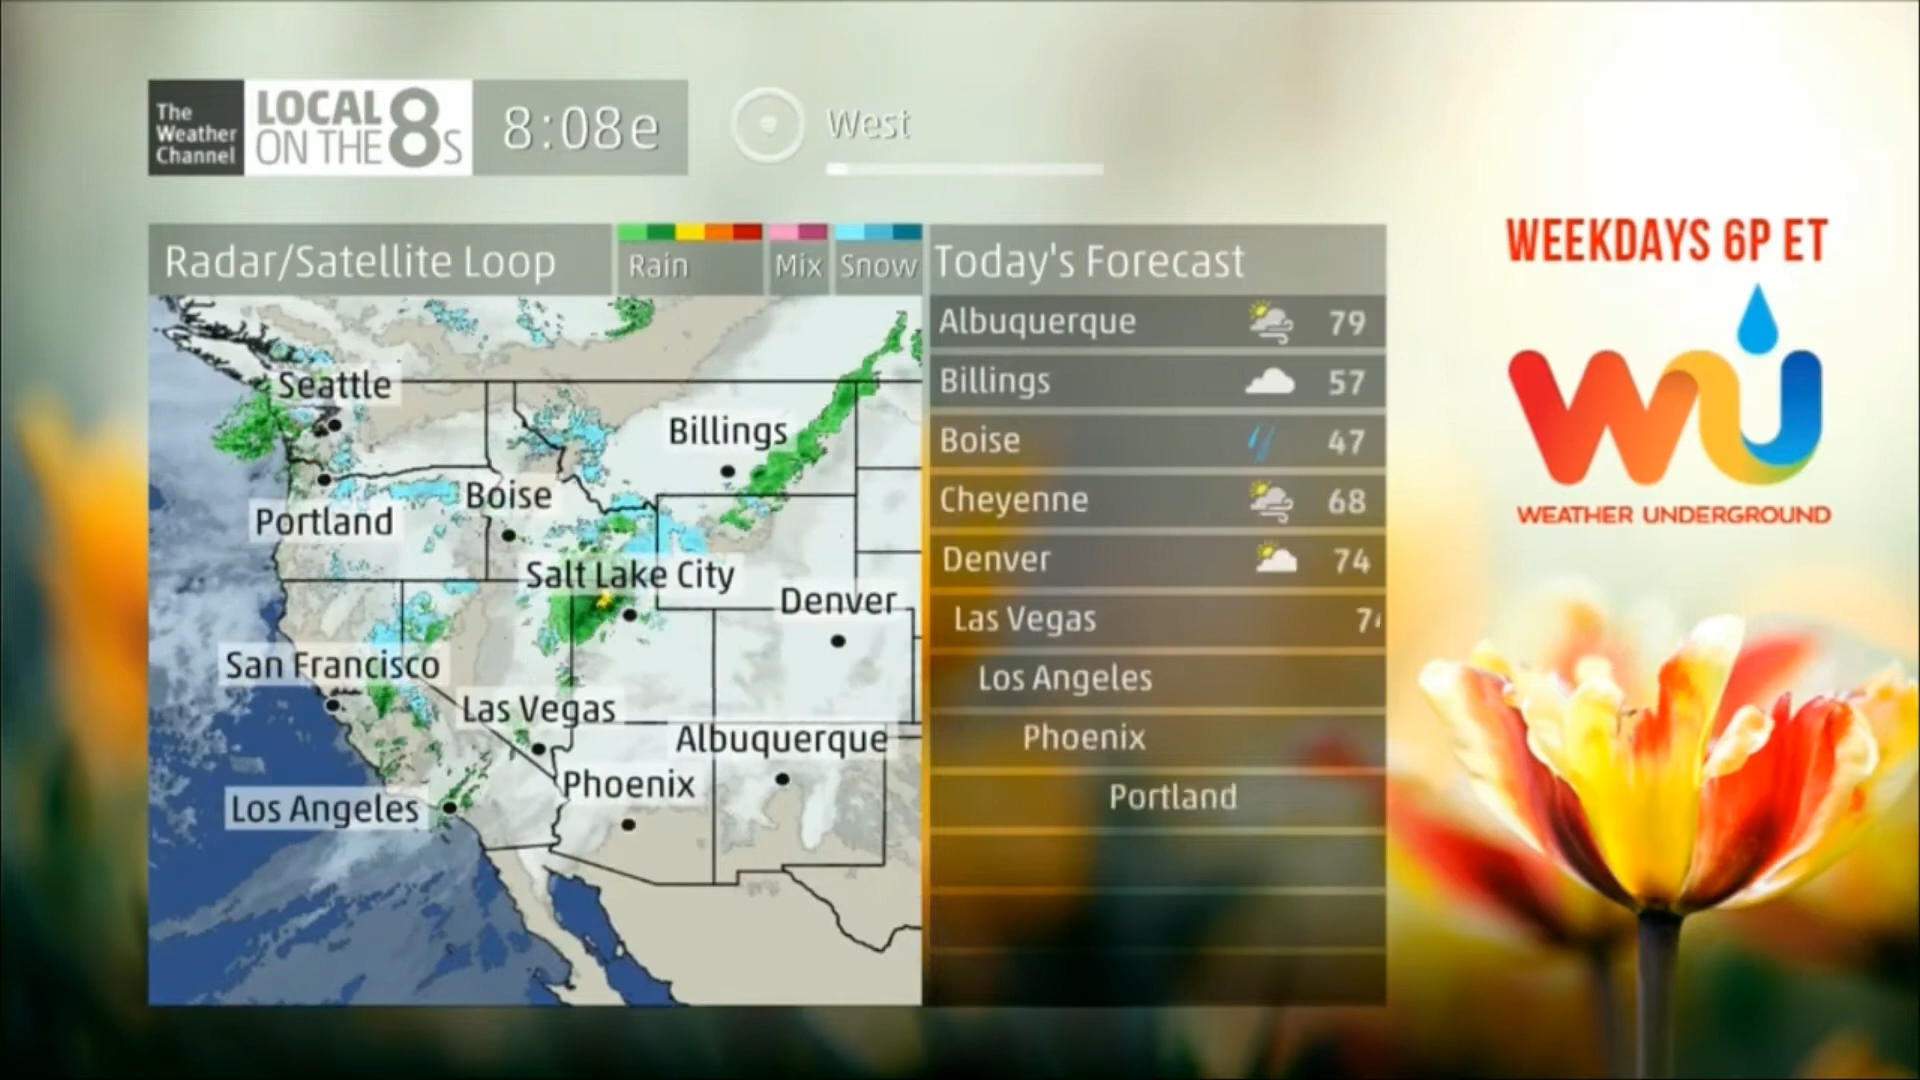 The
Weather
Channel
LOCAL
ON THE 8s
8:08e
West
Radar/Satellite Loop
Rain
Mix
Snow
Seattle
Billings
Boise
Portland
Salt Lake City
Denver
San Francisco
Las Vegas
Albuquerque
Phoenix
Los Angeles
Today's Forecast
Albuquerque 79
Billings 57
Boise 47
Cheyenne 68
Denver 74
Las Vegas
Los Angeles
Phoenix
Portland
WEEKDAYS 6P ET
WU
WEATHER UNDERGROUND